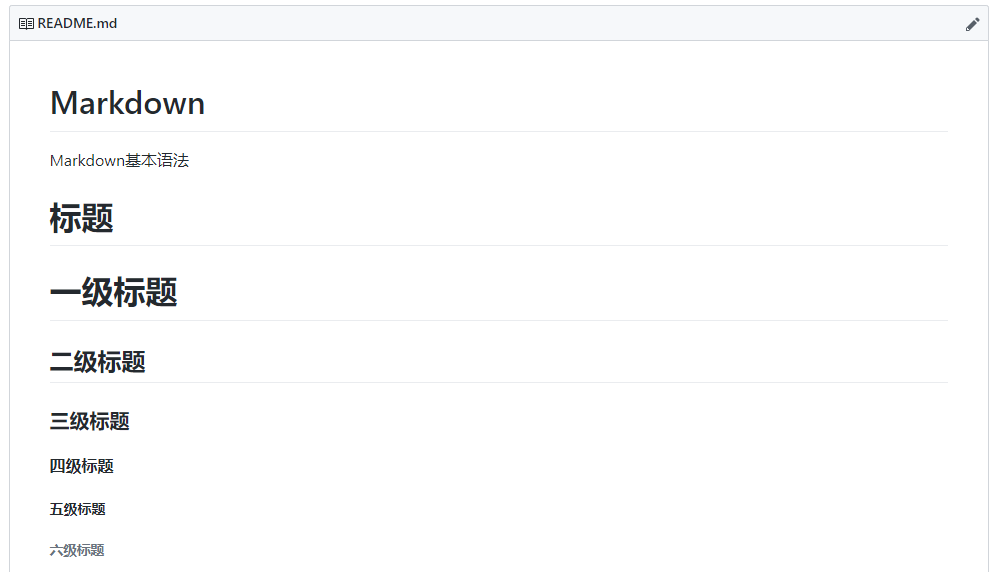 README.md
Markdown
Markdown基本语法
标题
一级标题
二级标题
三级标题
四级标题
五级标题
六级标题